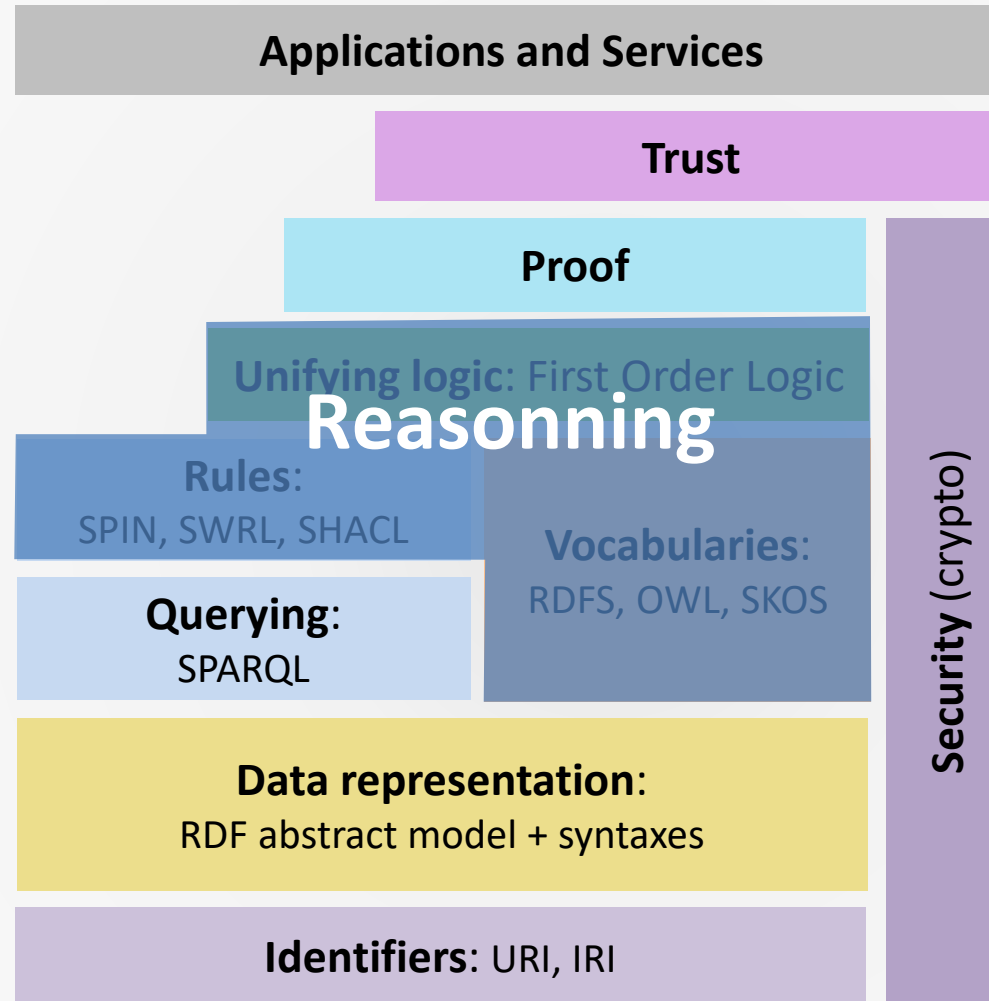 Applications and Services
Trust
Proof
Unifying logic: First Order Logic
Reasonning
Rules:
SPIN, SWRL, SHACL
Vocabularies:
RDFS, OWL, SKOS
Querying:
SPARQL
Data representation:
RDF abstract model + syntaxes
Identifiers: URI, IRI
Security (crypto)